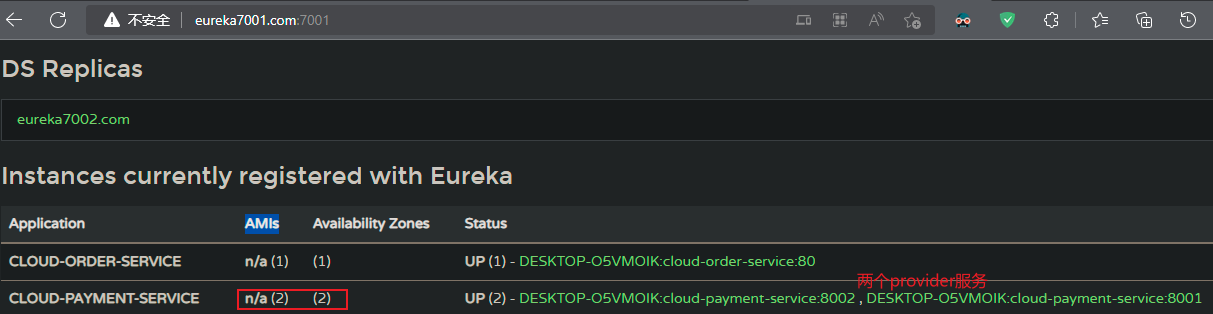 不安全 eureka7001.com:7001
DS Replicas
eureka7002.com
Instances currently registered with Eureka
Application AMIs Availability Zones Status
CLOUD-ORDER-SERVICE n/a (1) (1) UP (1) - DESKTOP-O5VMOIK:cloud-order-service:80
两个provider服务
CLOUD-PAYMENT-SERVICE n/a (2) (2) UP (2) - DESKTOP-O5VMOIK:cloud-payment-service:8002 , DESKTOP-O5VMOIK:cloud-payment-service:8001